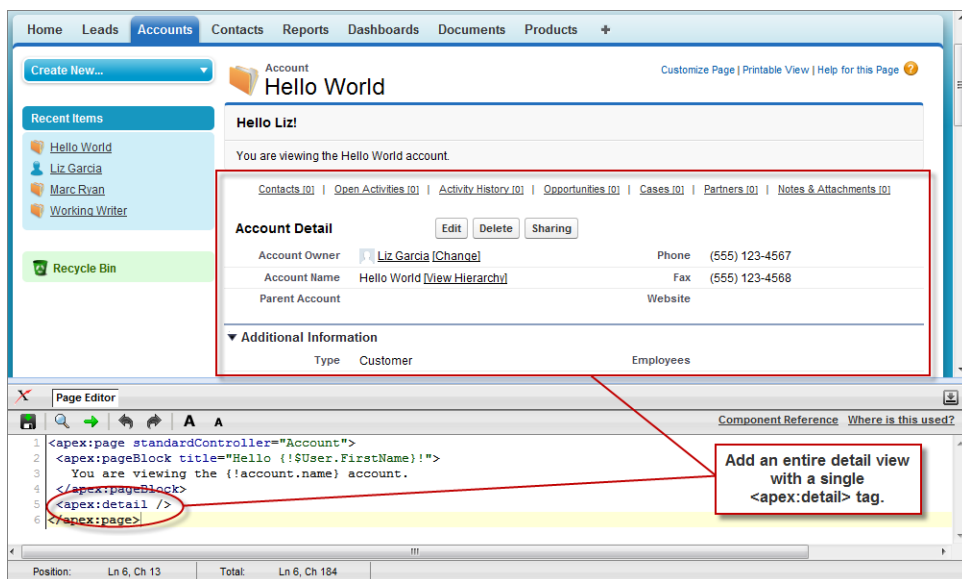 Home Leads Accounts Contacts Reports Dashboards Documents Products +
Create New...
Account
Hello World
Customize Page | Printable View | Help for this Page ?
Recent Items
Hello World
Liz Garcia
Marc Ryan
Working Writer
Recycle Bin
Hello Liz!
You are viewing the Hello World account.
Contacts [0] | Open Activities [0] | Activity History [0] | Opportunities [0] | Cases [0] | Partners [0] | Notes & Attachments [0]
Account Detail Edit Delete Sharing
Account Owner Liz Garcia [Change] Phone (555) 123-4567
Account Name Hello World [View Hierarchy] Fax (555) 123-4568
Parent Account Website
Additional Information
Type Customer Employees
Page Editor
A A Component Reference Where is this used?
1 <apex:page standardController="Account">
2 <apex:pageBlock title="Hello {!$User.FirstName}!">
3 You are viewing the {!account.name} account.
4 </apex:pageBlock>
5 <apex:detail />
6 </apex:page>
Add an entire detail view
with a single
<apex:detail> tag.
Position: Ln 6, Ch 13 Total: Ln 6, Ch 184